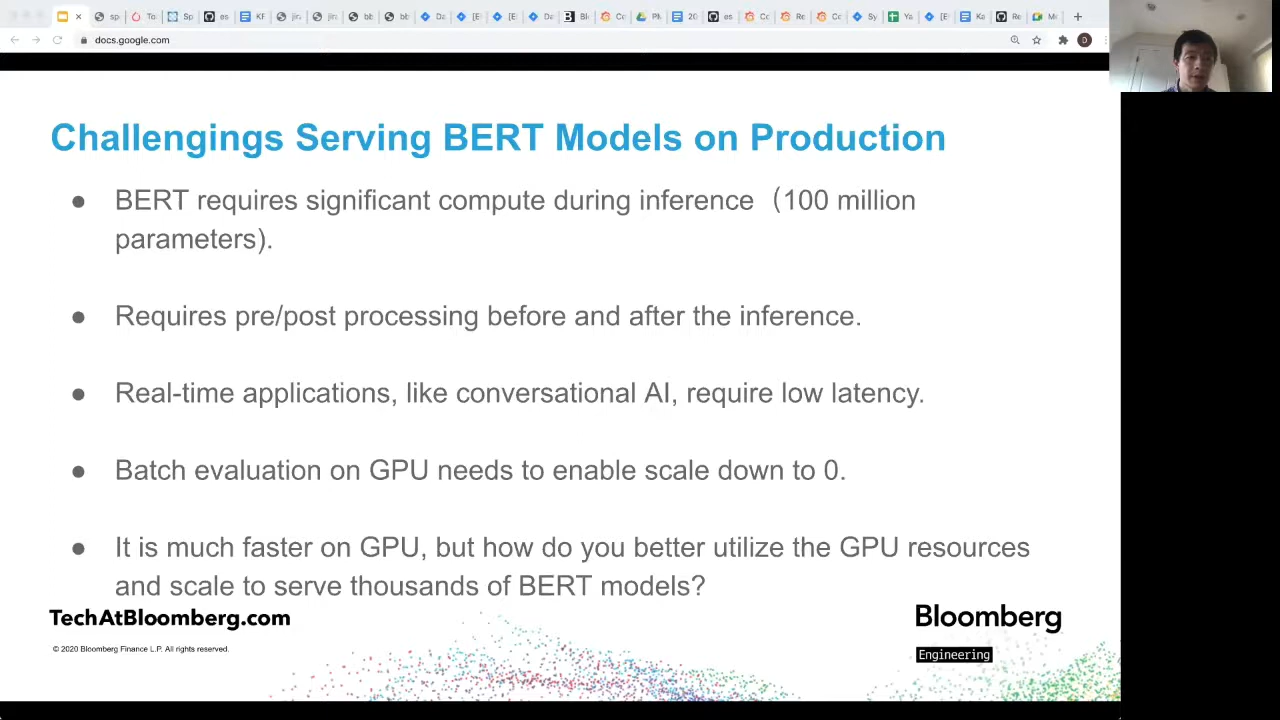 docs.google.com
D
Challengings Serving BERT Models on Production
● BERT requires significant compute during inference（100 million
parameters).
● Requires pre/post processing before and after the inference.
● Real-time applications, like conversational AI, require low latency.
● Batch evaluation on GPU needs to enable scale down to 0.
● It is much faster on GPU, but how do you better utilize the GPU resources
and scale to serve thousands of BERT models?
TechAtBloomberg.com
Bloomberg
© 2020 Bloomberg Finance L.P. All rights reserved.
Engineering